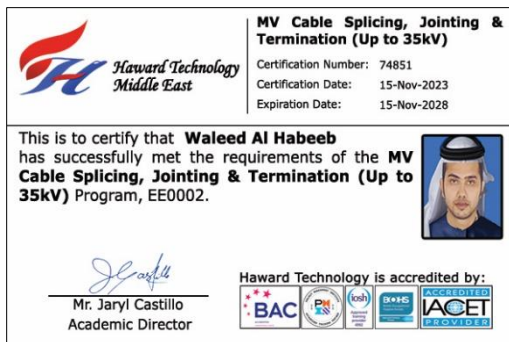 Haward Technology
Middle East
MV Cable Splicing, Jointing &
Termination (Up to 35kV)
Certification Number: 74851
Certification Date: 15-Nov-2023
Expiration Date: 15-Nov-2028
This is to certify that Waleed Al Habeeb
has successfully met the requirements of the MV
Cable Splicing, Jointing & Termination (Up to
35kV) Program, EE0002.
Mr. Jaryl Castillo
Academic Director
Haward Technology is accredited by:
BAC
PM
iosh
BOHS
ACCREDITED
IACET
PROVIDER